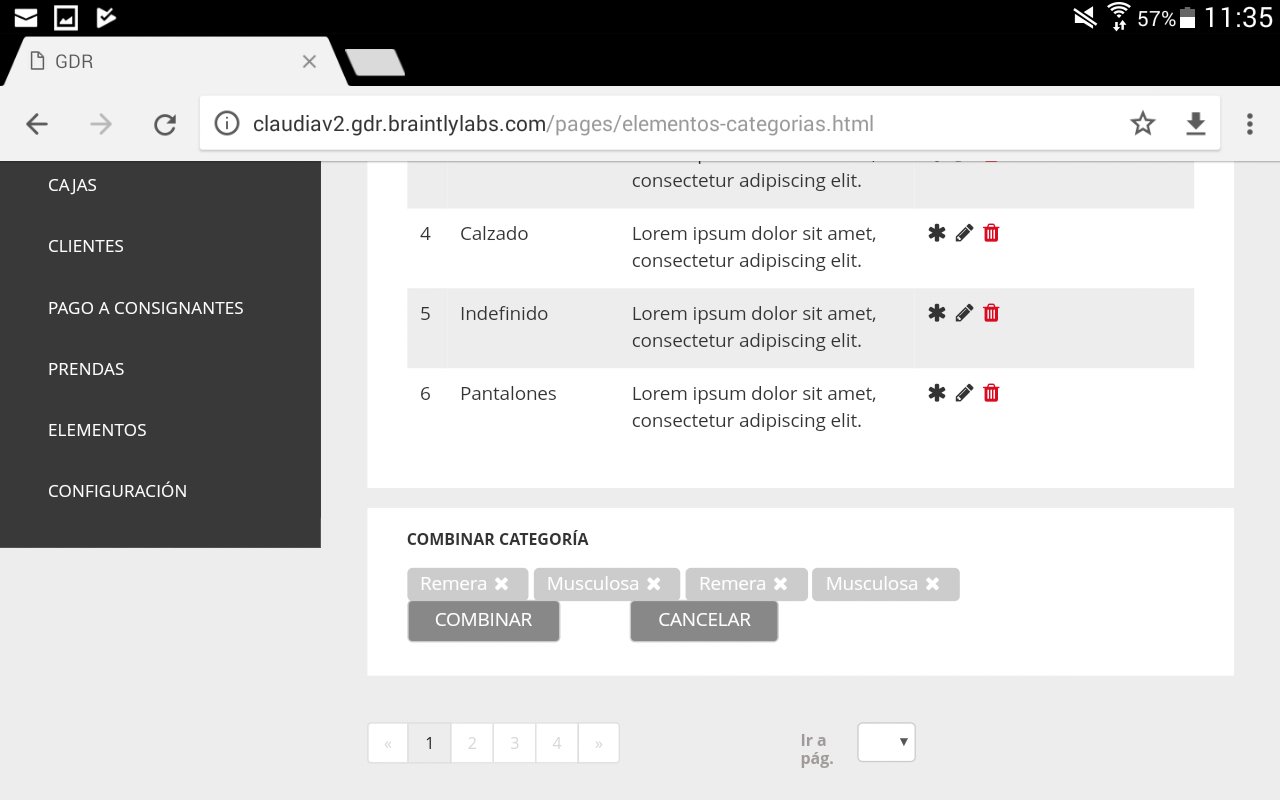 57% 11:35
GDR
claudiav2.gdr.braintlylabs.com/pages/elementos-categorias.html
CAJAS
CLIENTES
PAGO A CONSIGNANTES
PRENDAS
ELEMENTOS
CONFIGURACIÓN
consectetur adipiscing elit.
4 Calzado Lorem ipsum dolor sit amet,
consectetur adipiscing elit.
5 Indefinido Lorem ipsum dolor sit amet,
consectetur adipiscing elit.
6 Pantalones Lorem ipsum dolor sit amet,
consectetur adipiscing elit.
COMBINAR CATEGORÍA
Remera Musculosa Remera Musculosa
COMBINAR CANCELAR
« 1 2 3 4 »
Ir a
pág.